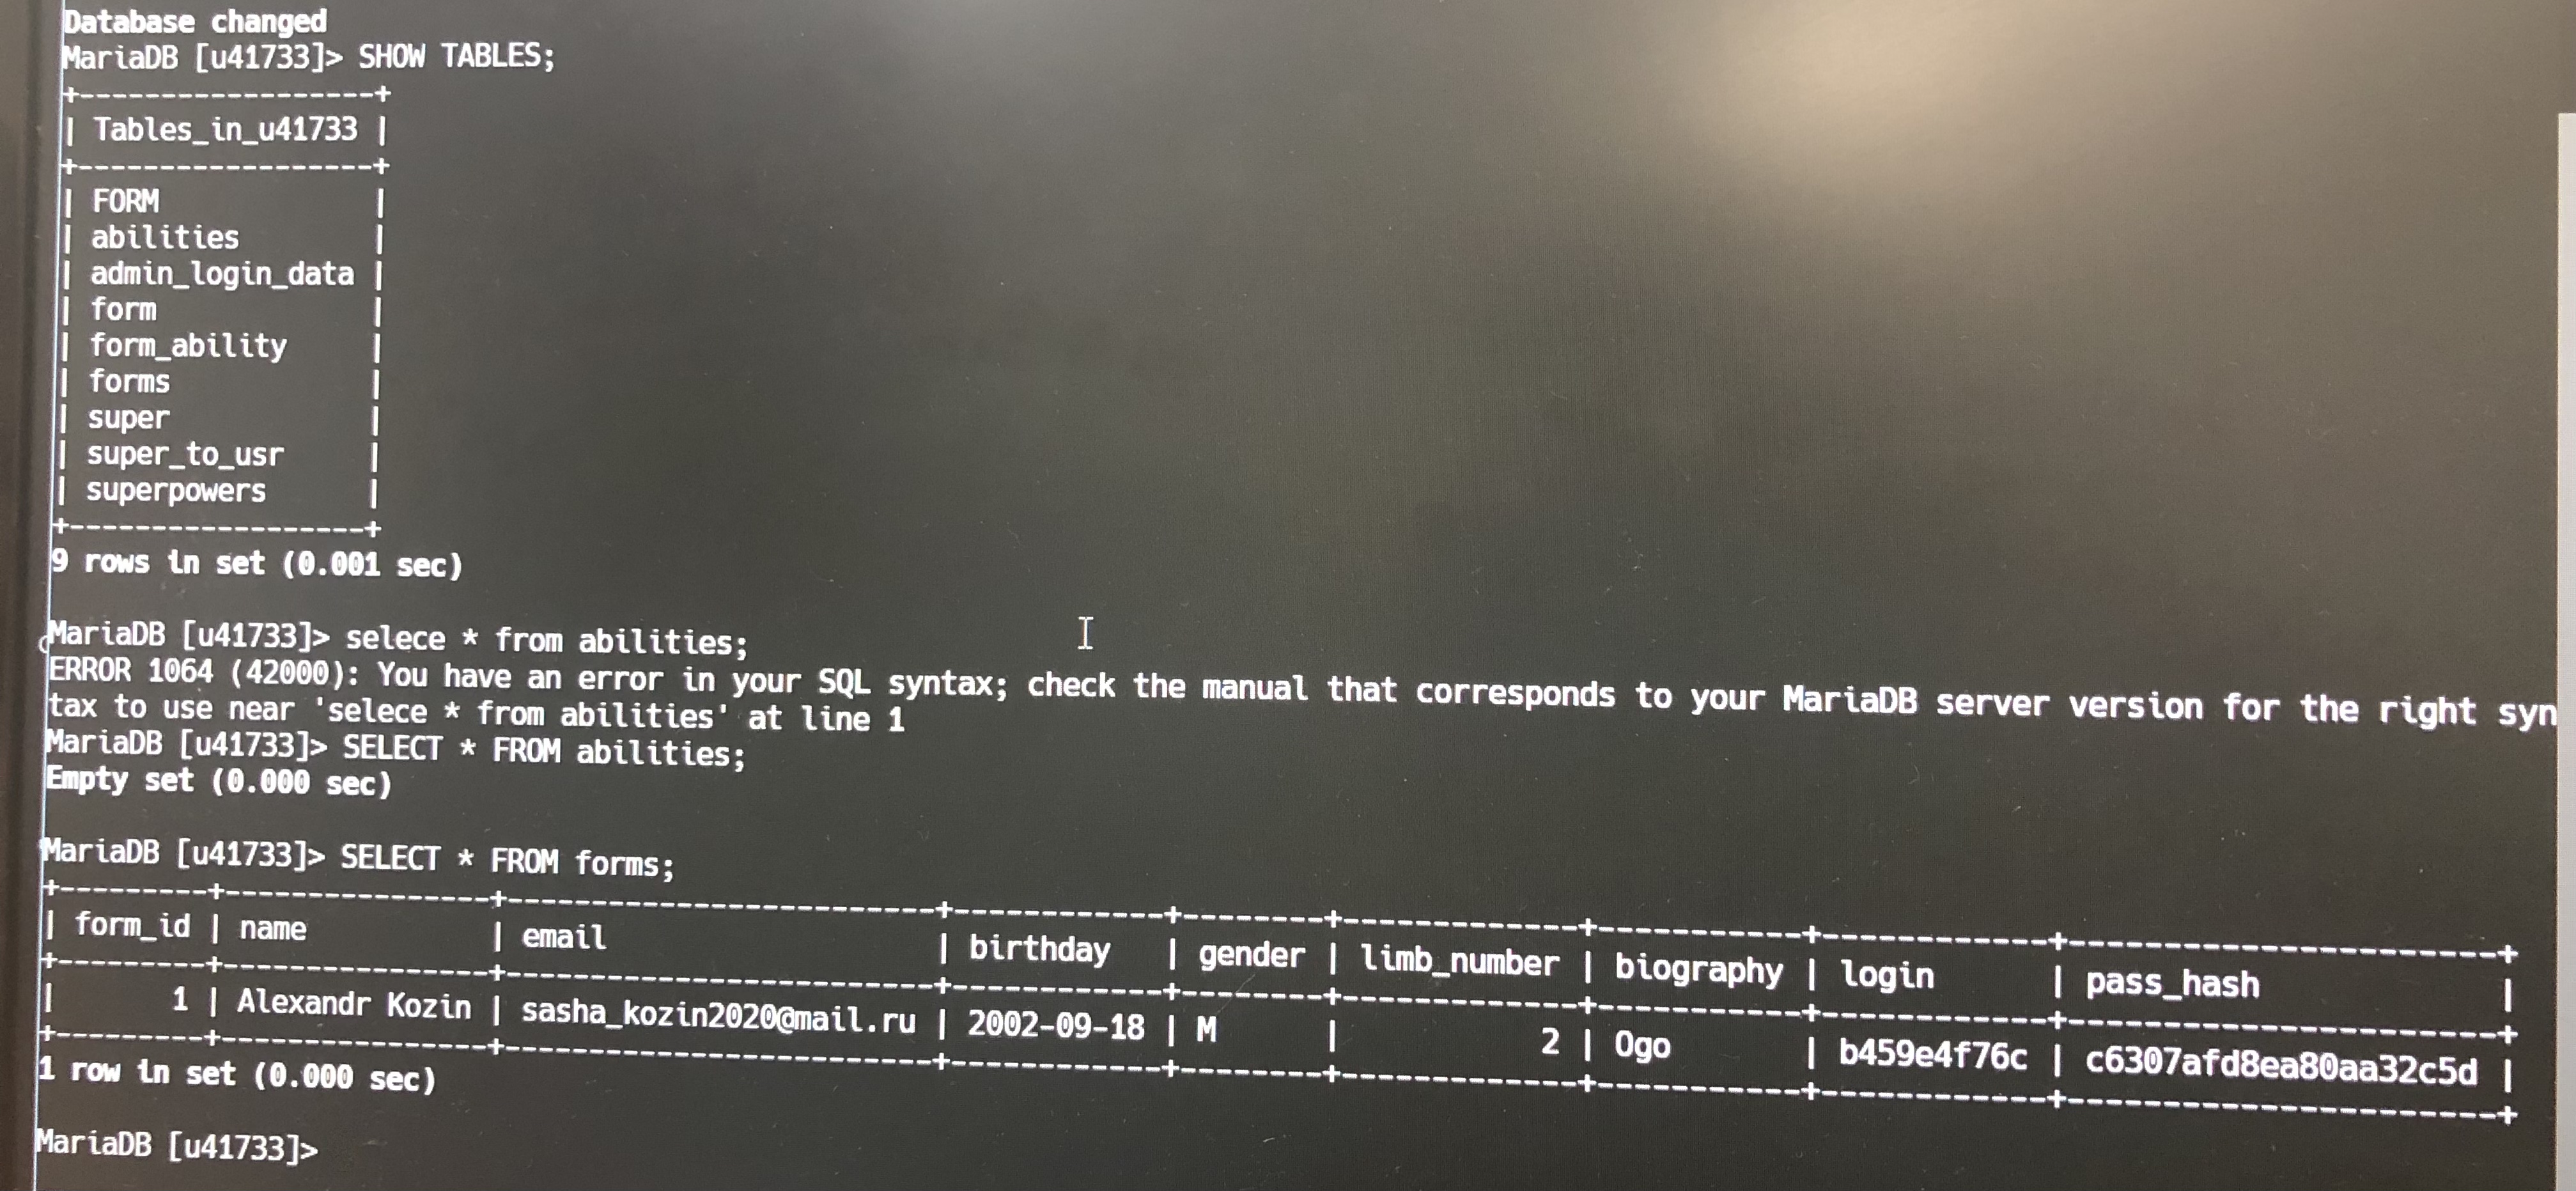 Database changed
MariaDB [u41733]> SHOW TABLES;
+------------------+
| Tables_in_u41733 |
+------------------+
| FORM             |
| abilities        |
| admin_login_data |
| form             |
| form_ability     |
| forms            |
| super            |
| super_to_usr     |
| superpowers      |
+------------------+
9 rows in set (0.001 sec)
MariaDB [u41733]> selece * from abilities;
ERROR 1064 (42000): You have an error in your SQL syntax; check the manual that corresponds to your MariaDB server version for the right syn
tax to use near 'selece * from abilities' at line 1
MariaDB [u41733]> SELECT * FROM abilities;
Empty set (0.000 sec)
MariaDB [u41733]> SELECT * FROM forms;
+---------+----------------+-------------------------+------------+--------+-------------+-----------+-------------+----------------------+
| form_id | name           | email                   | birthday   | gender | limb_number | biography | login       | pass_hash            |
+---------+----------------+-------------------------+------------+--------+-------------+-----------+-------------+----------------------+
|       1 | Alexandr Kozin | sasha_kozin2020@mail.ru | 2002-09-18 | M      |           2 | Ogo       | b459e4f76c | c6307afd8ea80aa32c5d |
+---------+----------------+-------------------------+------------+--------+-------------+-----------+-------------+----------------------+
1 row in set (0.000 sec)
MariaDB [u41733]>